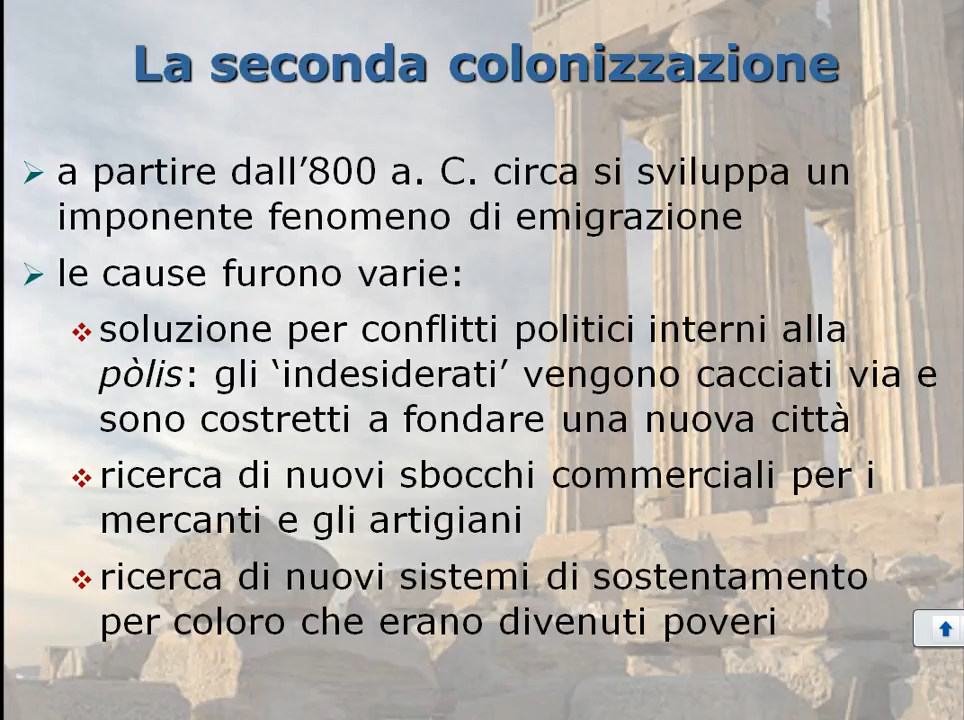 La seconda colonizzazione
a partire dall’800 a. C. circa si sviluppa un
imponente fenomeno di emigrazione
le cause furono varie:
soluzione per conflitti politici interni alla
pòlis: gli ‘indesiderati’ vengono cacciati via e
sono costretti a fondare una nuova città
ricerca di nuovi sbocchi commerciali per i
mercanti e gli artigiani
ricerca di nuovi sistemi di sostentamento
per coloro che erano divenuti poveri